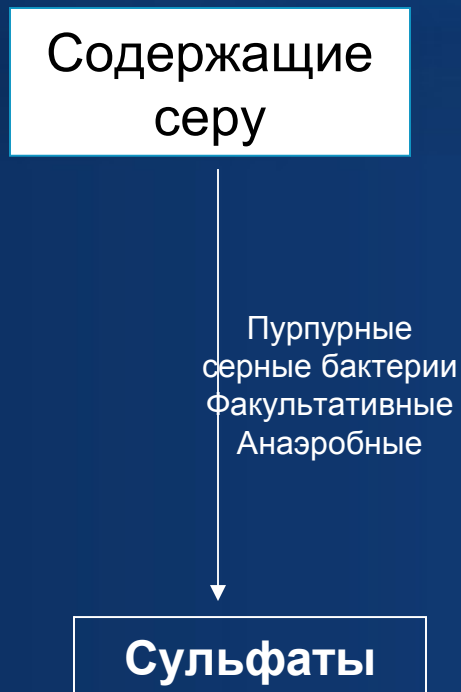 Содержащие
серу
Пурпурные
серные бактерии
Факультативные
Анаэробные
Сульфаты